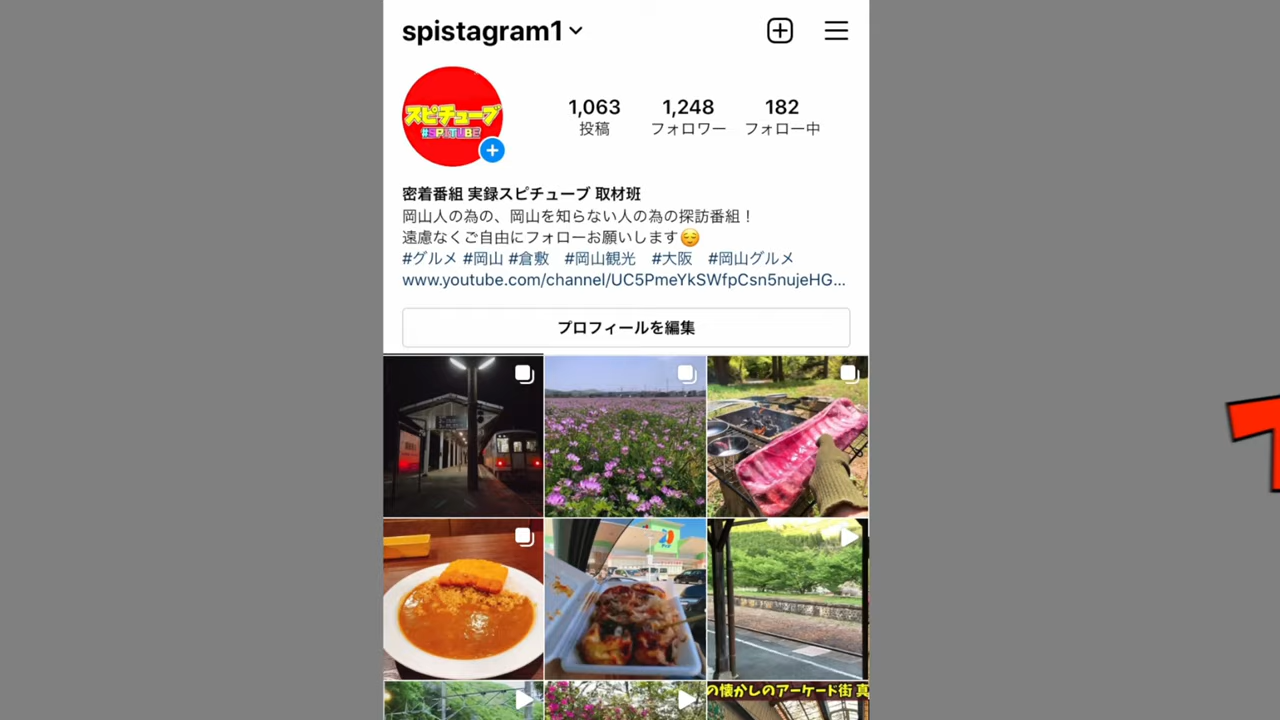 spistagram1
スピチューブ
#SPITUBE
1,063
投稿
1,248
フォロワー
182
フォロー中
密着番組 実録スピチューブ 取材班
岡山人の為の、岡山を知らない人の為の探訪番組！
遠慮なくご自由にフォローお願いします😌
#グルメ #岡山 #倉敷　#岡山観光　#大阪　#岡山グルメ
www.youtube.com/channel/UC5PmeYkSWfpCsn5nujeHG...
プロフィールを編集
の懐かしのアーケード街 真